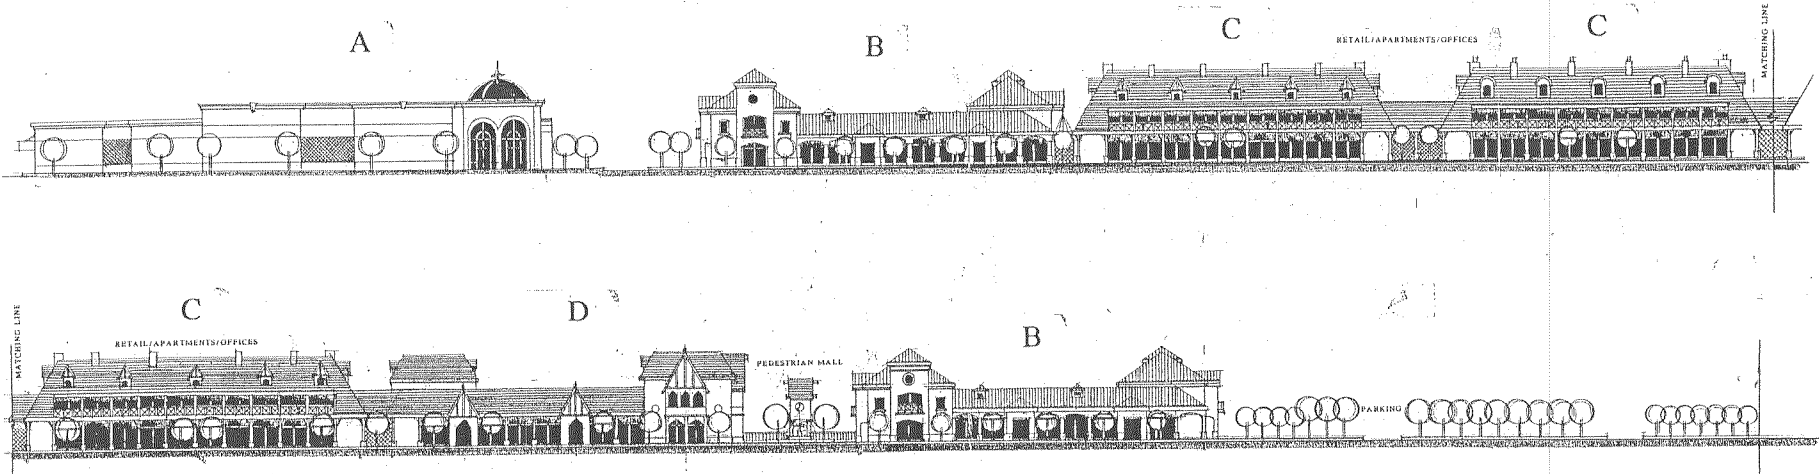 A
B
C
RETAIL/APARTMENTS/OFFICES
C
MATCHING LINE
MATCHING LINE
C
RETAIL/APARTMENTS/OFFICES
D
PEDESTRIAN MALL
B
PARKING